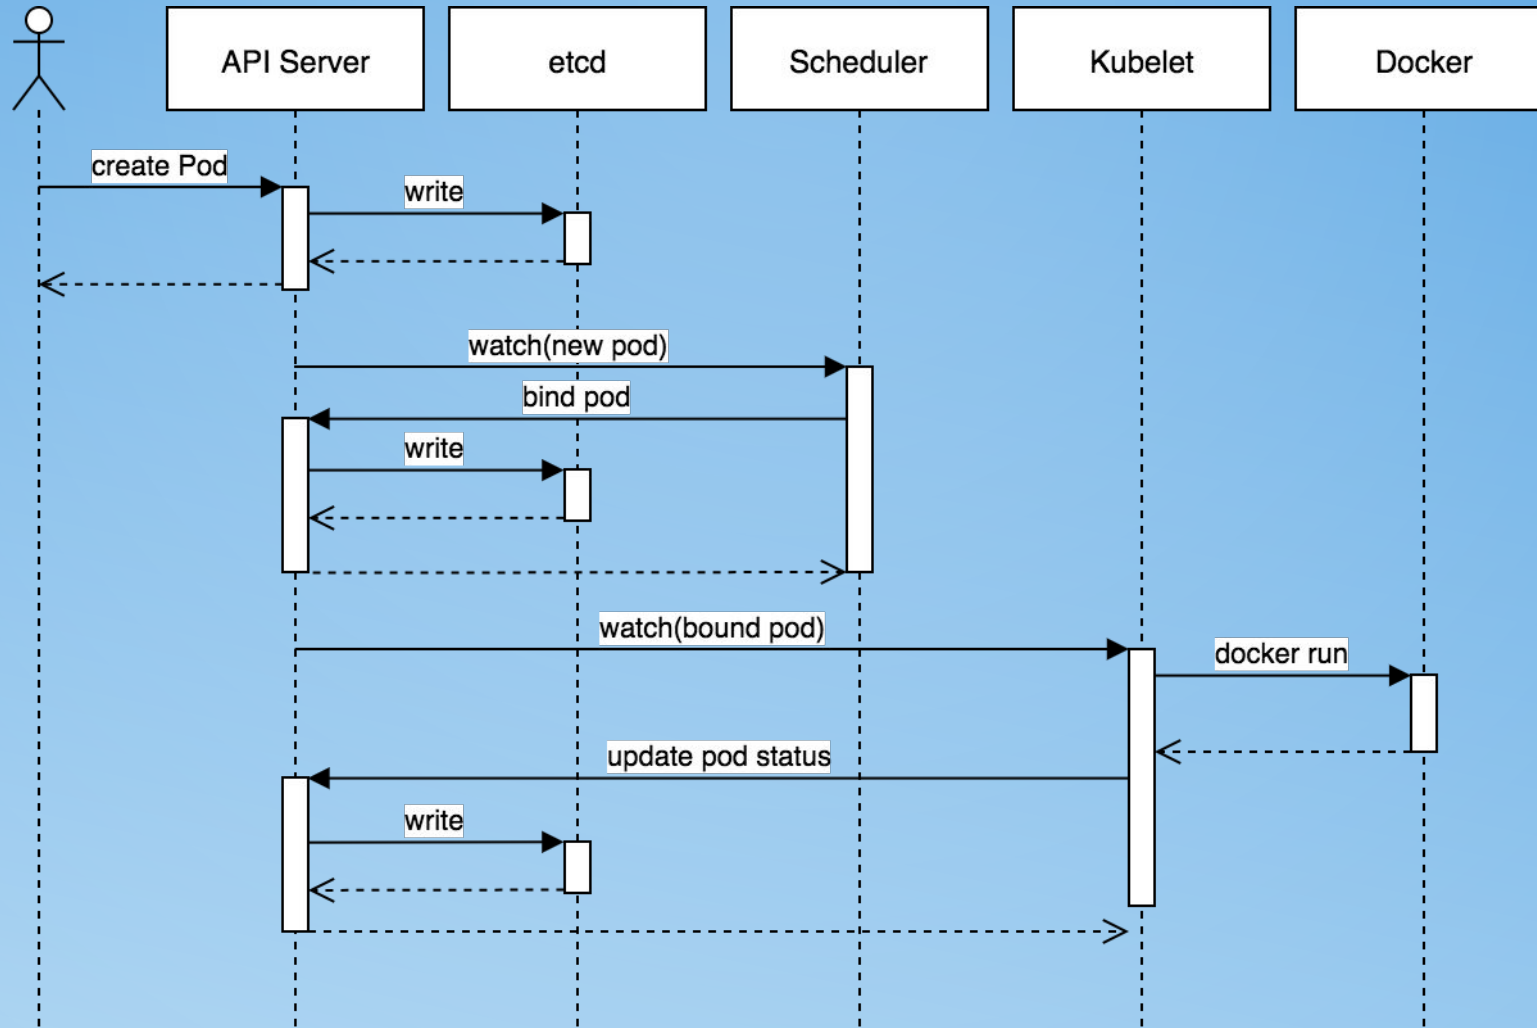 API Server
etcd
Scheduler
Kubelet
Docker
create Pod
write
watch(new pod)
bind pod
write
watch(bound pod)
docker run
update pod status
write